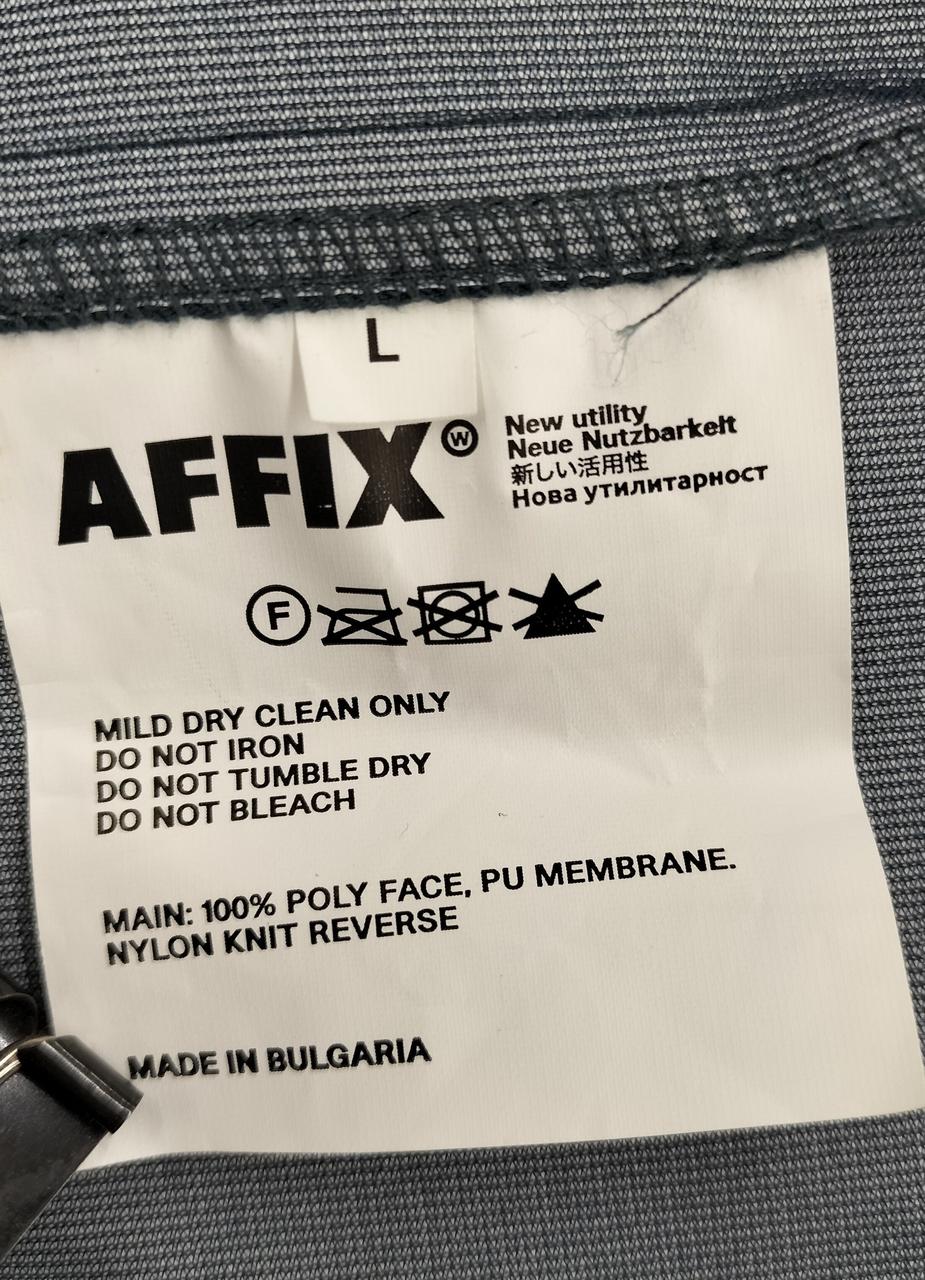 L
AFFIX
W
New utility
Neue Nutzbarkeit
新しい活用性
Нова утилитарност
F
MILD DRY CLEAN ONLY
DO NOT IRON
DO NOT TUMBLE DRY
DO NOT BLEACH
MAIN: 100% POLY FACE, PU MEMBRANE.
NYLON KNIT REVERSE
MADE IN BULGARIA